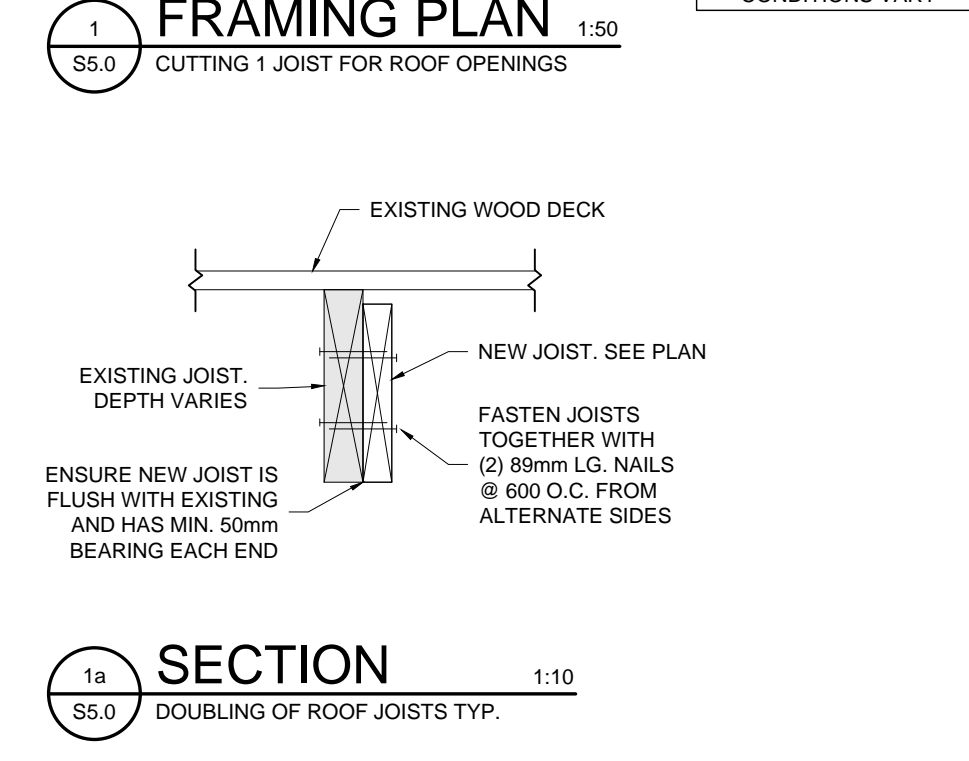 1
S5.0
FRAMING PLAN 1:50
CUTTING 1 JOIST FOR ROOF OPENINGS
CONDITIONS VARY
EXISTING WOOD DECK
EXISTING JOIST.
DEPTH VARIES
NEW JOIST. SEE PLAN
FASTEN JOISTS
TOGETHER WITH
(2) 89mm LG. NAILS
@ 600 O.C. FROM
ALTERNATE SIDES
ENSURE NEW JOIST IS
FLUSH WITH EXISTING
AND HAS MIN. 50mm
BEARING EACH END
1a
S5.0
SECTION 1:10
DOUBLING OF ROOF JOISTS TYP.